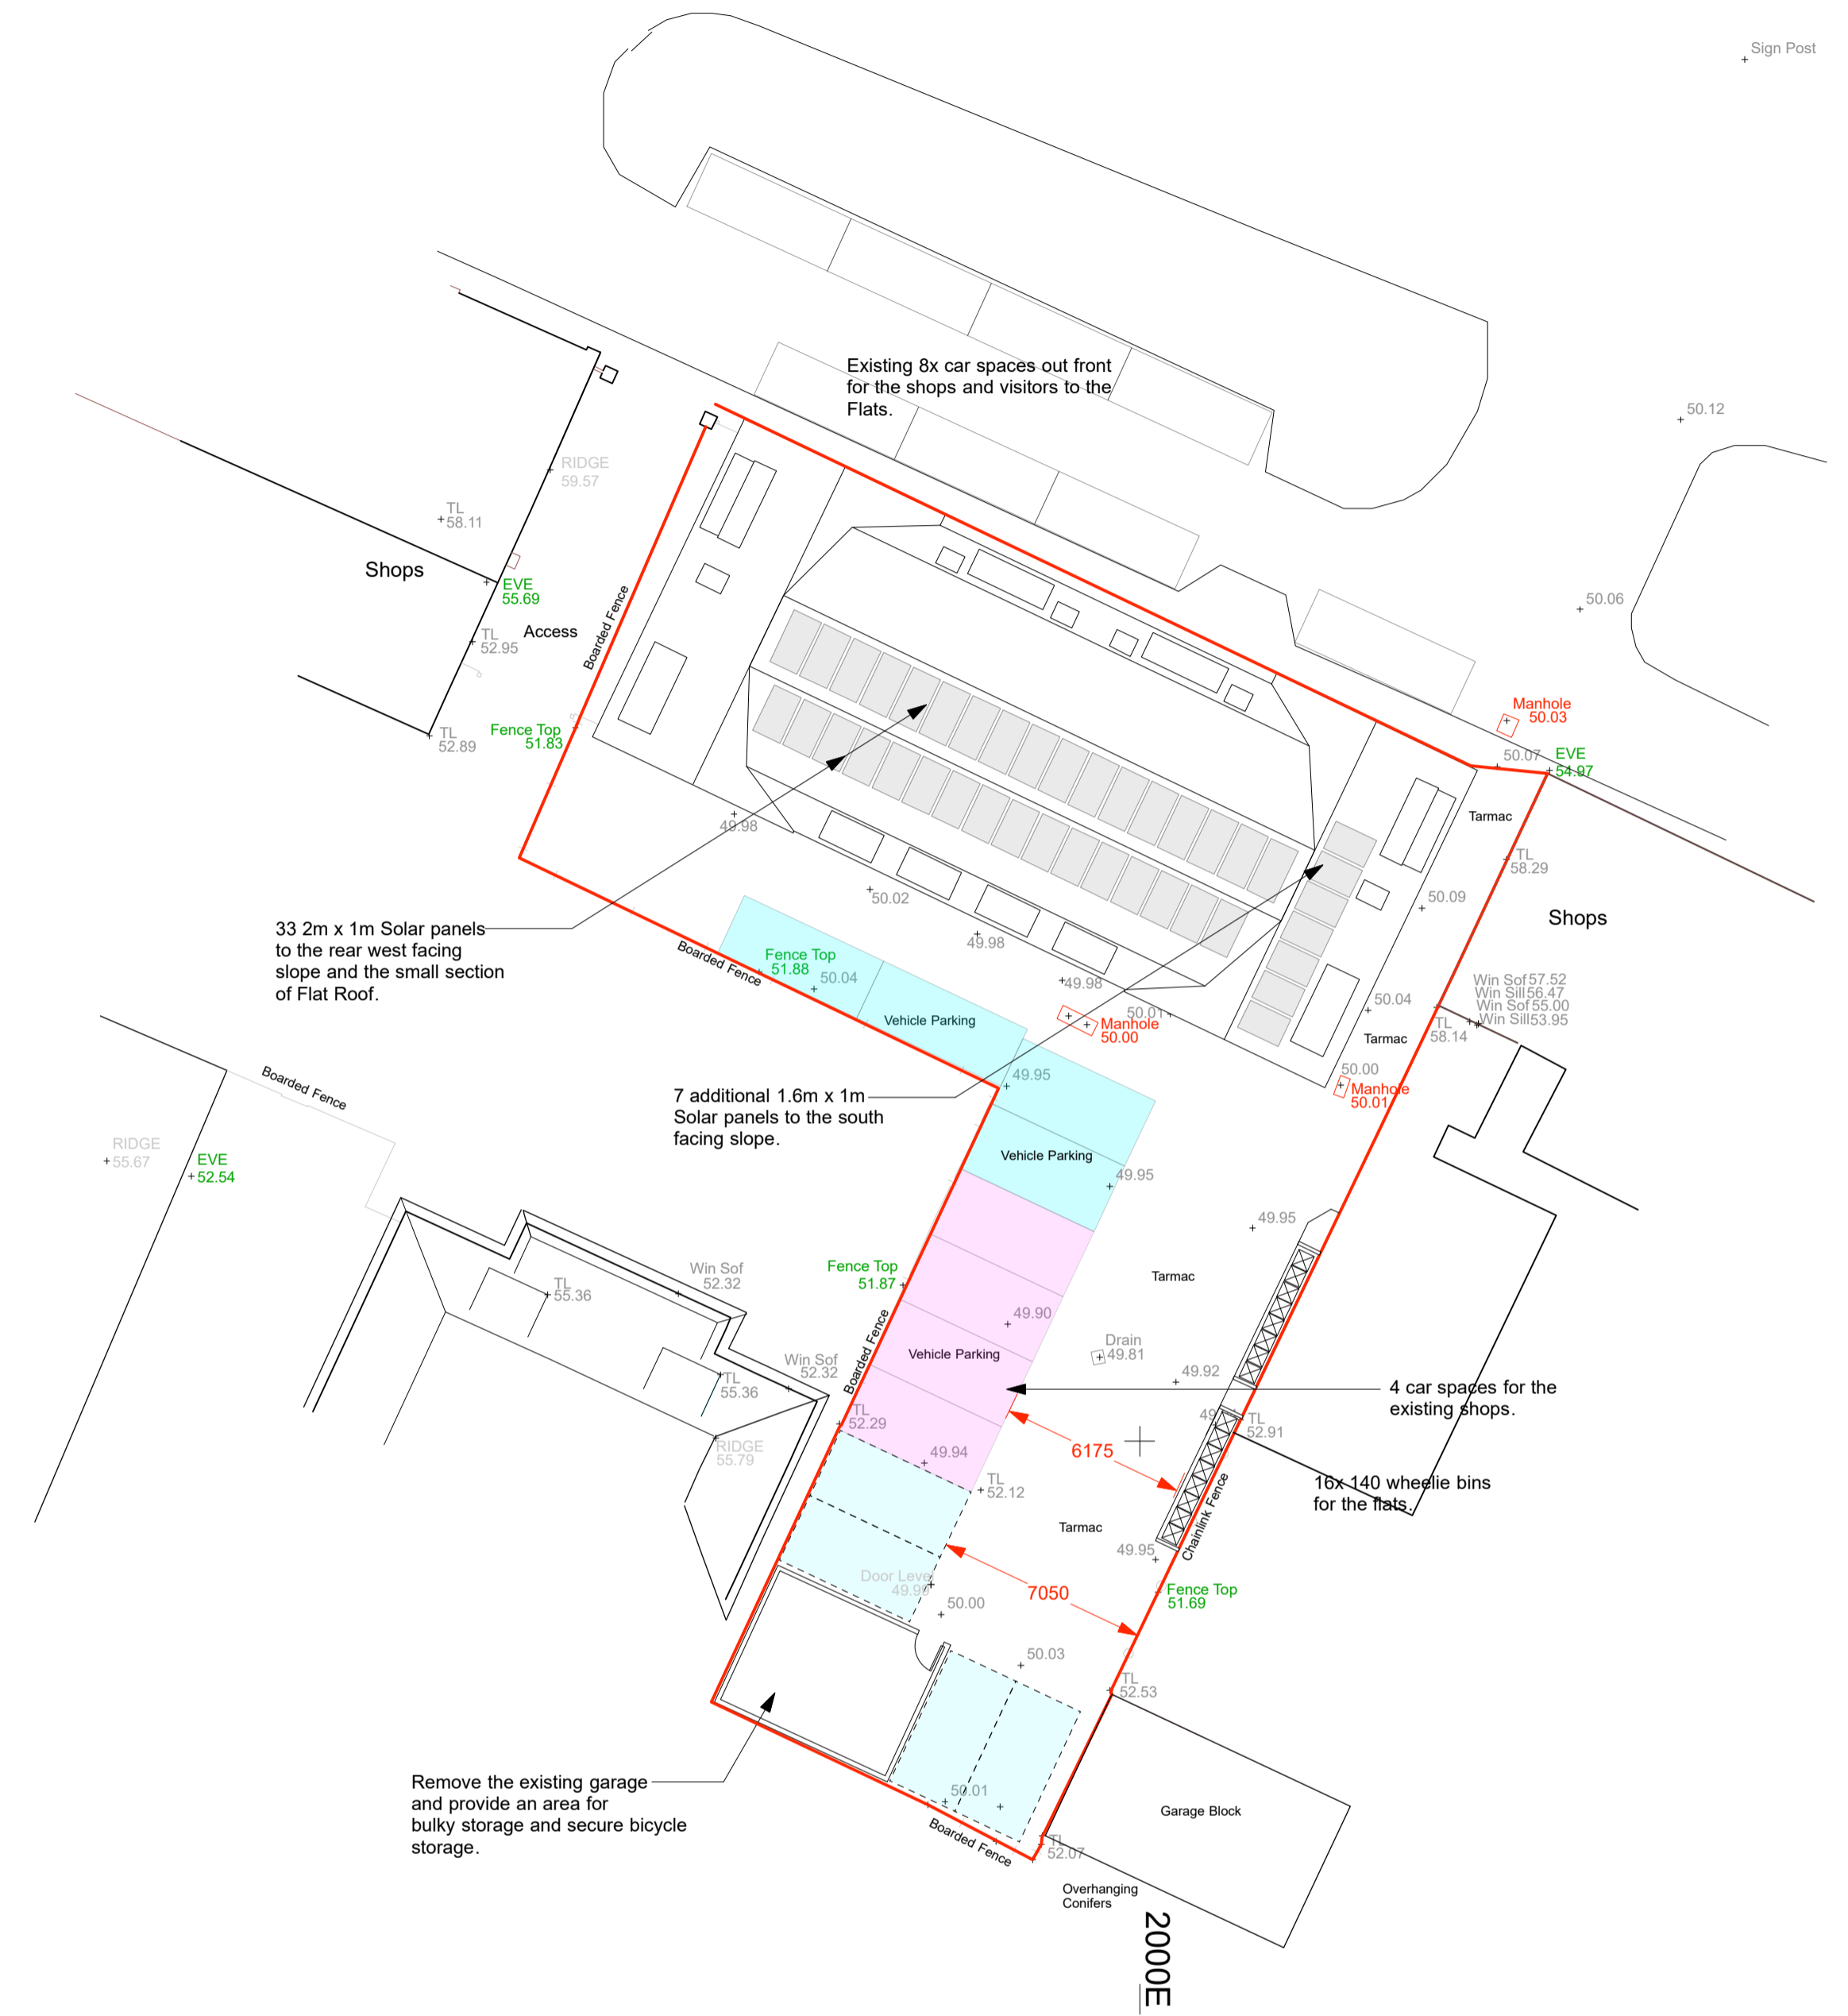 Sign Post
Existing 8x car spaces out front
for the shops and visitors to the
Flats.
50.12
RIDGE
59.57
TL
58.11
Shops
EVE
55.69
50.06
Access
TL
52.95
Boarded Fence
Fence Top
51.83
TL
52.89
Manhole
50.03
50.07
EVE
54.97
Tarmac
49.98
TL
58.29
50.02
50.09
Shops
33 2m x 1m Solar panels
to the rear west facing
slope and the small section
of Flat Roof.
Boarded Fence
Fence Top
51.88
50.04
49.98
49.98
Win Sof 57.52
Win Sill 56.47
Win Sof 55.00
Win Sill 53.95
50.04
Vehicle Parking
50.01
Manhole
50.00
TL
58.14
Tarmac
50.00
Manhole
50.01
49.95
Boarded Fence
7 additional 1.6m x 1m
Solar panels to the south
facing slope.
RIDGE
55.67
EVE
52.54
Vehicle Parking
49.95
49.95
Win Sof
52.32
Fence Top
51.87
Tarmac
TL
55.36
49.90
Drain
49.81
Vehicle Parking
Boarded Fence
Win Sof
52.32
49.92
TL
55.36
4 car spaces for the
existing shops.
TL
52.29
TL
52.91
RIDGE
55.79
6175
49.94
TL
52.12
16x 140 wheelie bins
for the flats.
Chainlink Fence
Tarmac
49.95
Door Level
49.99
Fence Top
51.69
7050
50.00
50.03
TL
52.53
Remove the existing garage
and provide an area for
bulky storage and secure bicycle
storage.
50.01
Garage Block
Boarded Fence
TL
52.07
Overhanging
Conifers
2000E